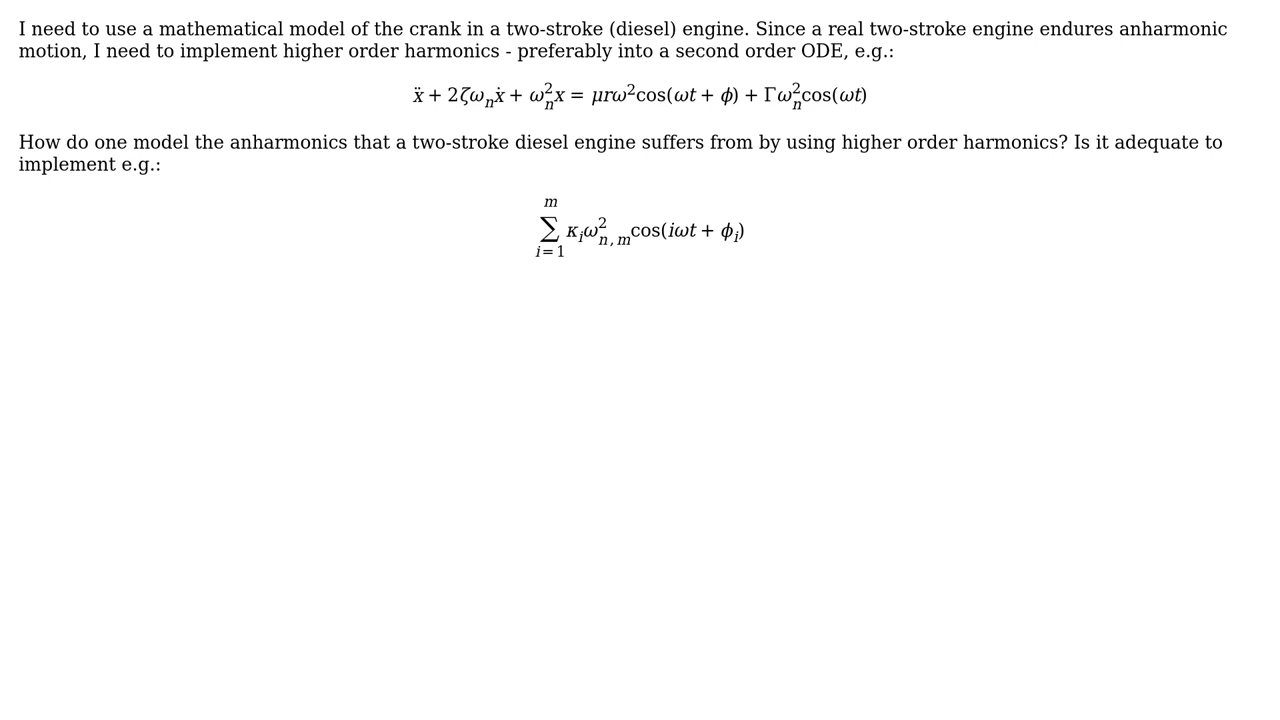 I need to use a mathematical model of the crank in a two-stroke (diesel) engine. Since a real two-stroke engine endures anharmonic
motion, I need to implement higher order harmonics - preferably into a second order ODE, e.g.:
ẍ + 2ζω_n ẋ + ω_n^2 x = μrω^2 cos(ωt + ϕ) + Γω_n^2 cos(ωt)
How do one model the anharmonics that a two-stroke diesel engine suffers from by using higher order harmonics? Is it adequate to
implement e.g.:
∑_{i=1}^{m} κ_i ω_{n,m}^2 cos(iωt + ϕ_i)